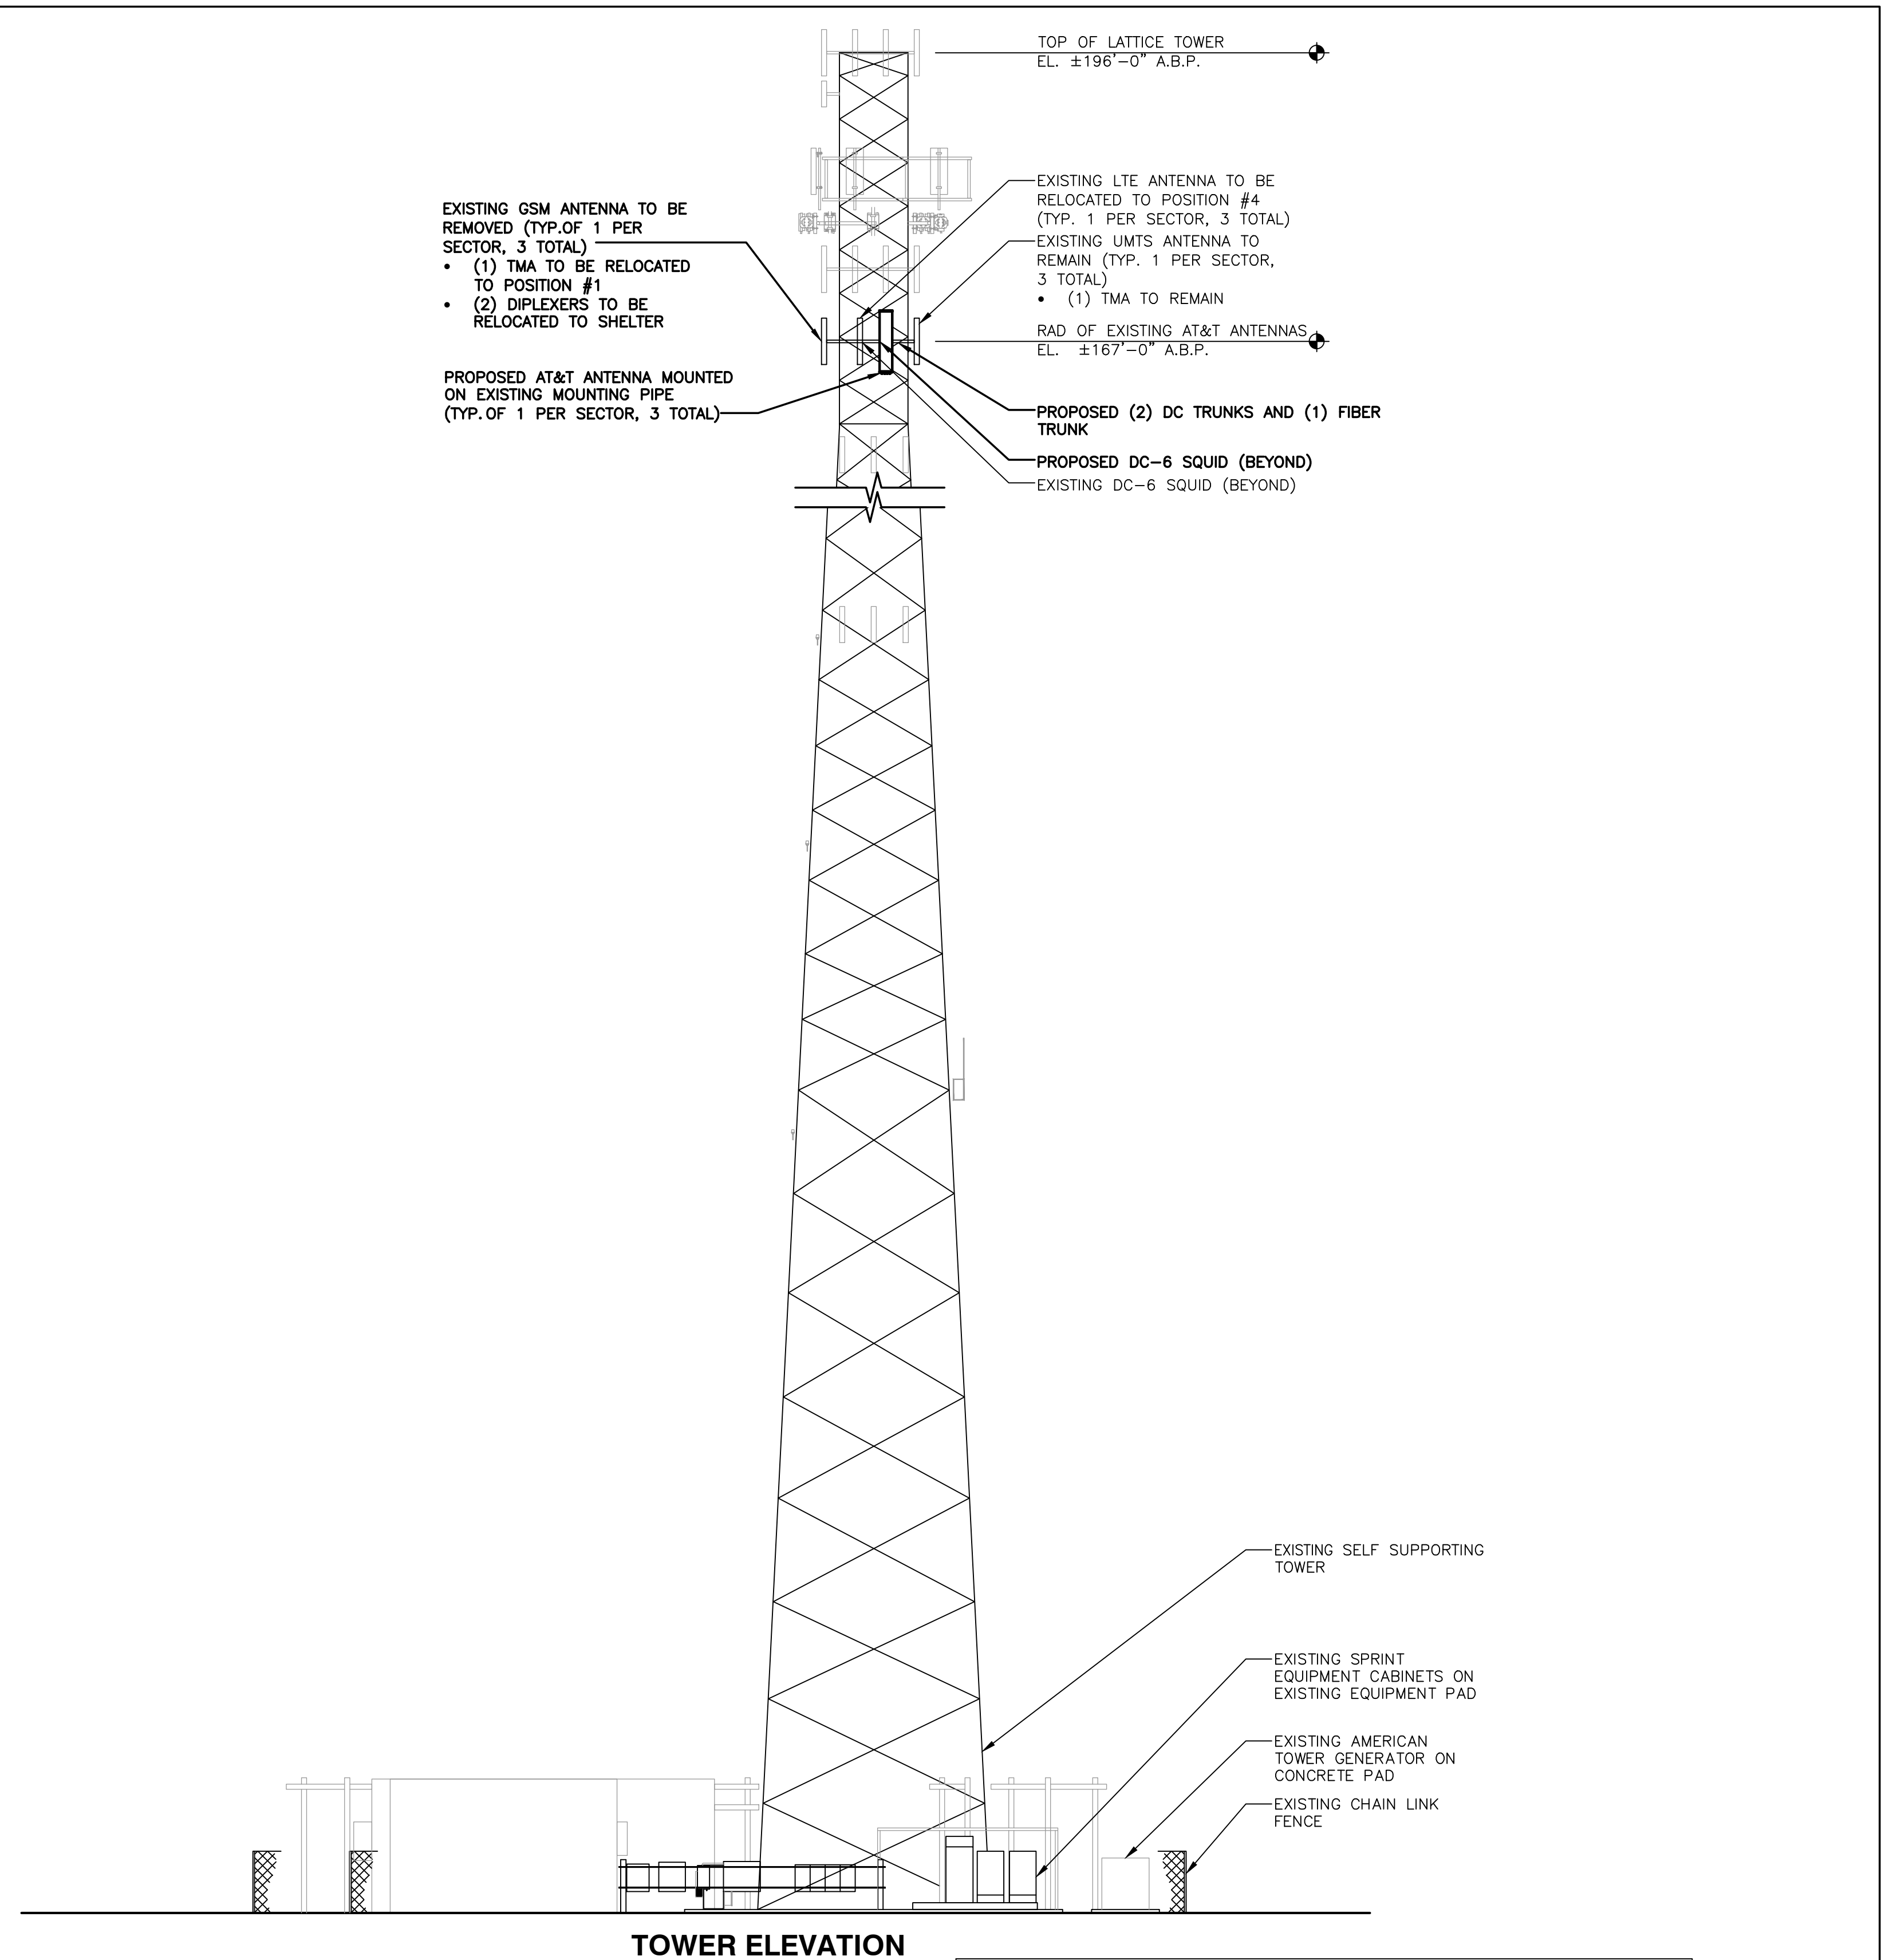 TOP OF LATTICE TOWER
EL. ±196'-0" A.B.P.
EXISTING GSM ANTENNA TO BE
REMOVED (TYP.OF 1 PER
SECTOR, 3 TOTAL)
• (1) TMA TO BE RELOCATED
TO POSITION #1
• (2) DIPLEXERS TO BE
RELOCATED TO SHELTER
PROPOSED AT&T ANTENNA MOUNTED
ON EXISTING MOUNTING PIPE
(TYP.OF 1 PER SECTOR, 3 TOTAL)
EXISTING LTE ANTENNA TO BE
RELOCATED TO POSITION #4
(TYP. 1 PER SECTOR, 3 TOTAL)
EXISTING UMTS ANTENNA TO
REMAIN (TYP. 1 PER SECTOR,
3 TOTAL)
• (1) TMA TO REMAIN
RAD OF EXISTING AT&T ANTENNAS
EL. ±167'-0" A.B.P.
PROPOSED (2) DC TRUNKS AND (1) FIBER
TRUNK
PROPOSED DC-6 SQUID (BEYOND)
EXISTING DC-6 SQUID (BEYOND)
EXISTING SELF SUPPORTING
TOWER
EXISTING SPRINT
EQUIPMENT CABINETS ON
EXISTING EQUIPMENT PAD
EXISTING AMERICAN
TOWER GENERATOR ON
CONCRETE PAD
EXISTING CHAIN LINK
FENCE
TOWER ELEVATION